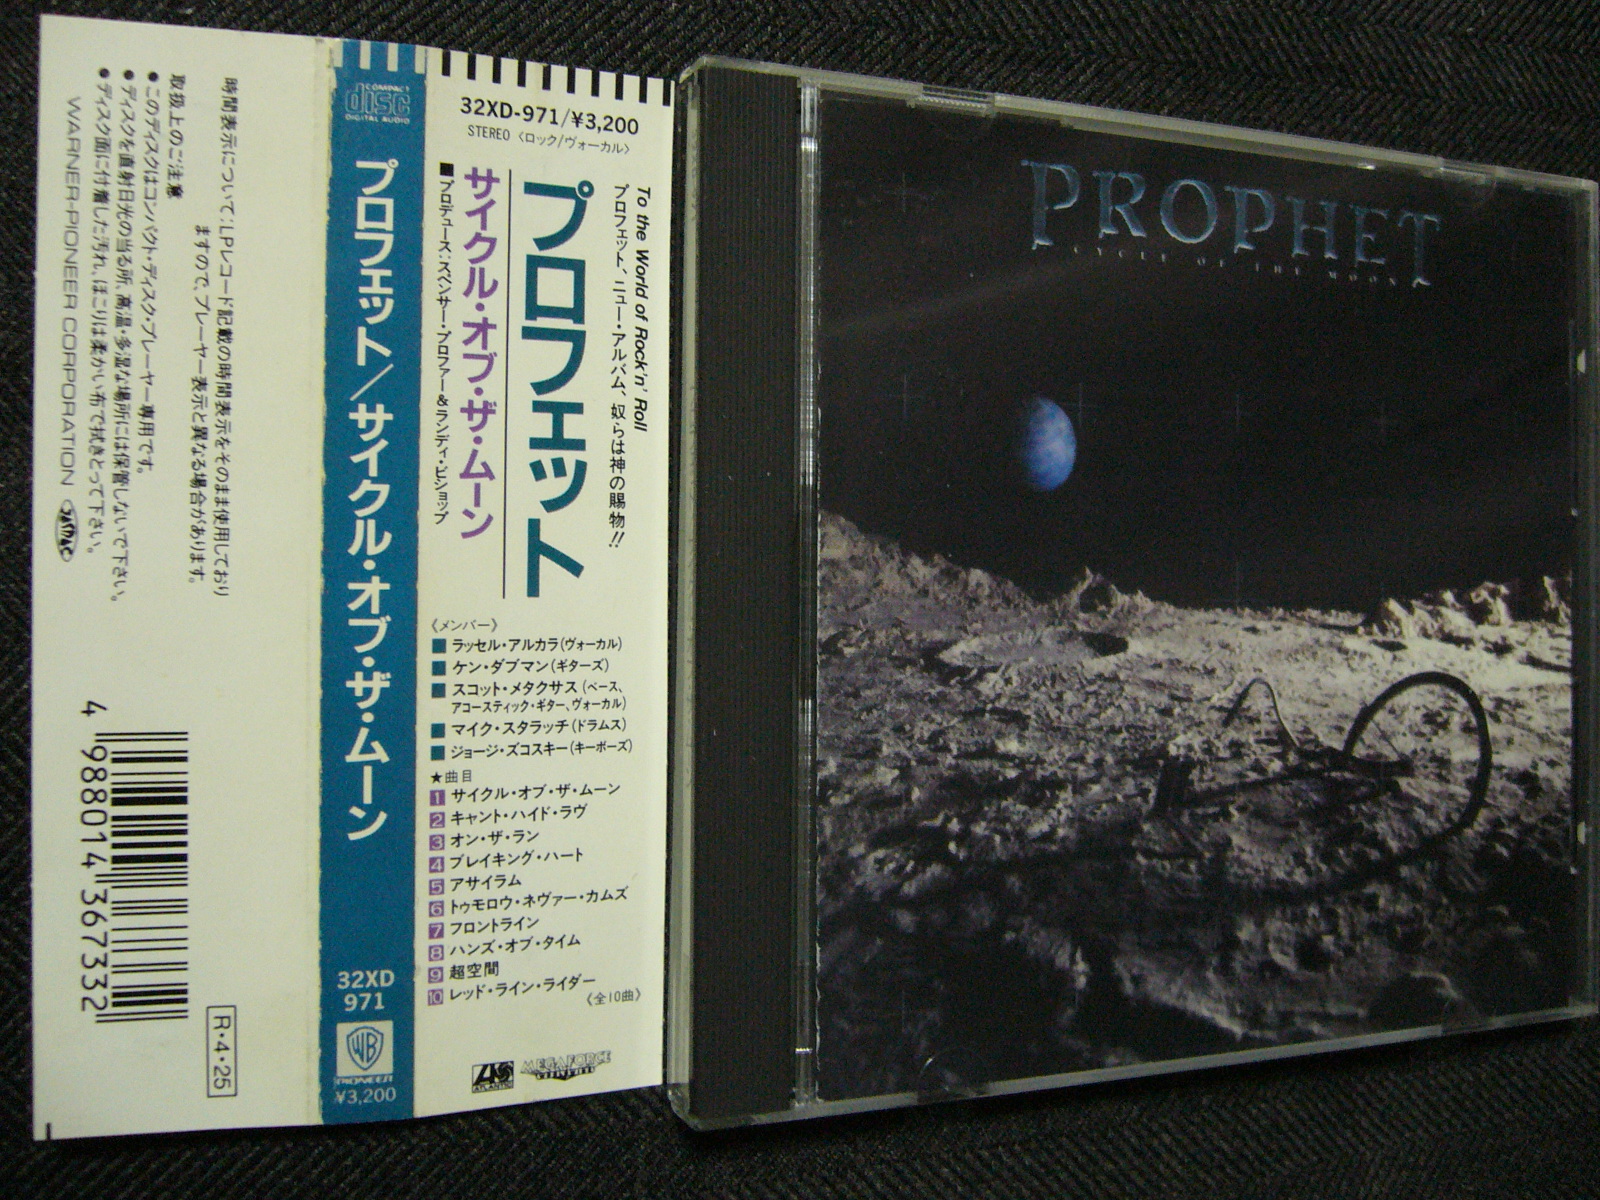 時間表示について:LPレコード記載の時間表示をそのまま使用しており
ますので、プレーヤー表示と異なる場合があります。
取扱上のご注意
●このディスクはコンパクト・ディスク・プレーヤー専用です。
●ディスクを直射日光の当る所、高温・多湿な場所には保管しないで下さい。
●ディスク面に付着した汚れ、ほこりは柔かい布で拭きとって下さい。
WARNER-PIONEER CORPORATION
JASRAC
4 988014 367332
R・4・25
COMPACT
disc
DIGITAL AUDIO
プロフェット/サイクル・オブ・ザ・ムーン
32XD
971
WB
PIONEER
¥3,200
32XD-971/¥3,200
STEREO〈ロック/ヴォーカル〉
To the World of Rock'n' Roll
プロフェット、ニュー・アルバム、奴らは神の賜物!!
プロフェット
サイクル・オブ・ザ・ムーン
■プロデュース:スペンサー・プロファー&ランディ・ビショップ
《メンバー》
■ラッセル・アルカラ(ヴォーカル)
■ケン・ダブマン(ギターズ)
■スコット・メタクサス(ベース、
アコースティック・ギター、ヴォーカル)
■マイク・スタラッチ(ドラムス)
■ジョージ・ズコスキー(キーボーズ)
★曲目
1 サイクル・オブ・ザ・ムーン
2 キャント・ハイド・ラヴ
3 オン・ザ・ラン
4 ブレイキング・ハート
5 アサイラム
6 トゥモロウ・ネヴァー・カムズ
7 フロントライン
8 ハンズ・オブ・タイム
9 超空間
10 レッド・ライン・ライダー
《全10曲》
ATLANTIC
MEGAFORCE
WORLDWIDE
PROPHET
CYCLE OF THE MOON